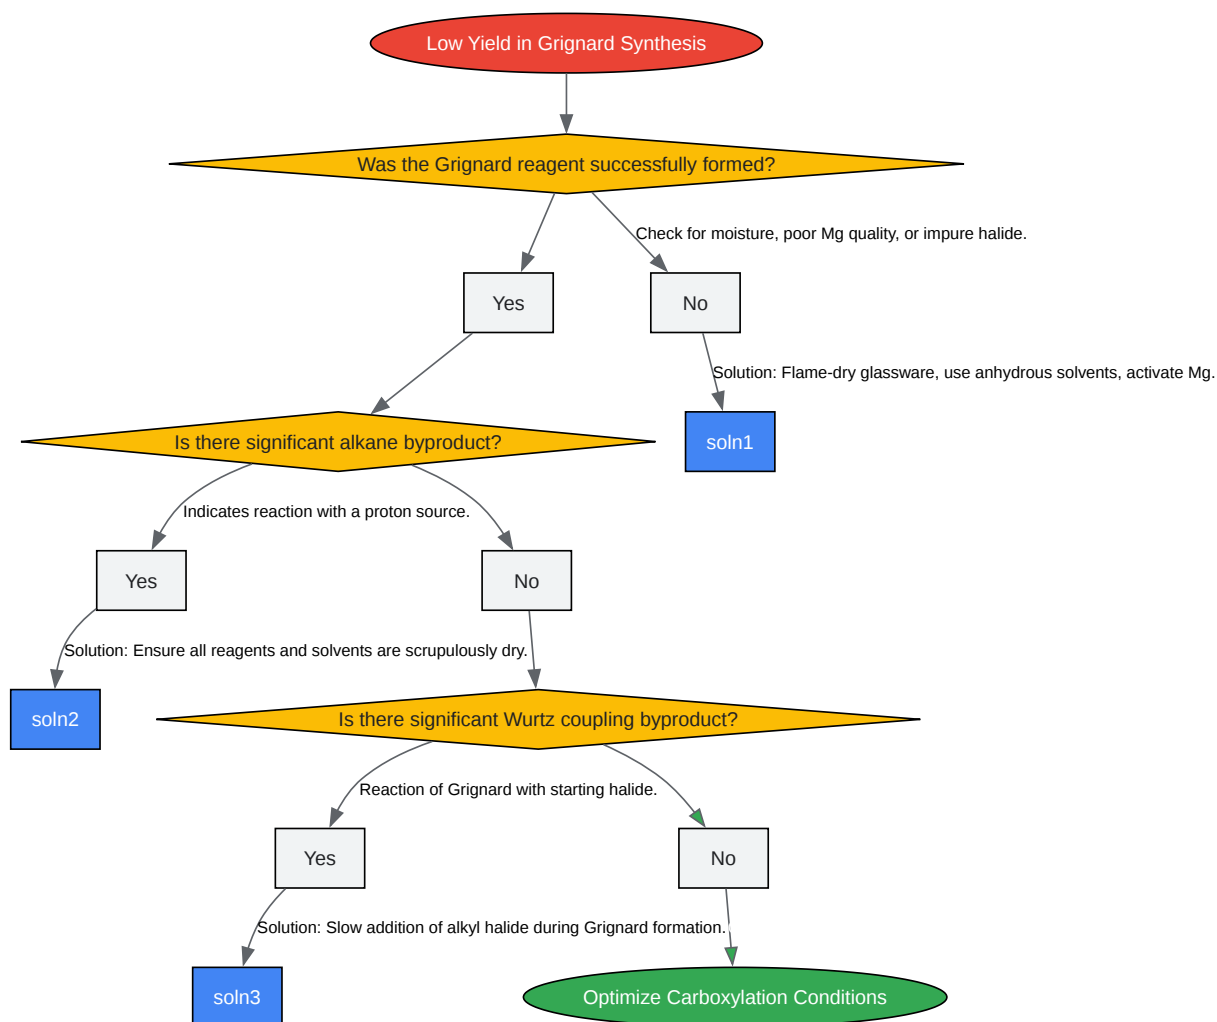 Low Yield in Grignard Synthesis
Was the Grignard reagent successfully formed?
Check for moisture, poor Mg quality, or impure halide.
Yes
No
Solution: Flame-dry glassware, use anhydrous solvents, activate Mg.
Is there significant alkane byproduct?
soln1
Indicates reaction with a proton source.
Yes
No
Solution: Ensure all reagents and solvents are scrupulously dry.
soln2
Is there significant Wurtz coupling byproduct?
Reaction of Grignard with starting halide.
Yes
No
Solution: Slow addition of alkyl halide during Grignard formation.
soln3
Optimize Carboxylation Conditions